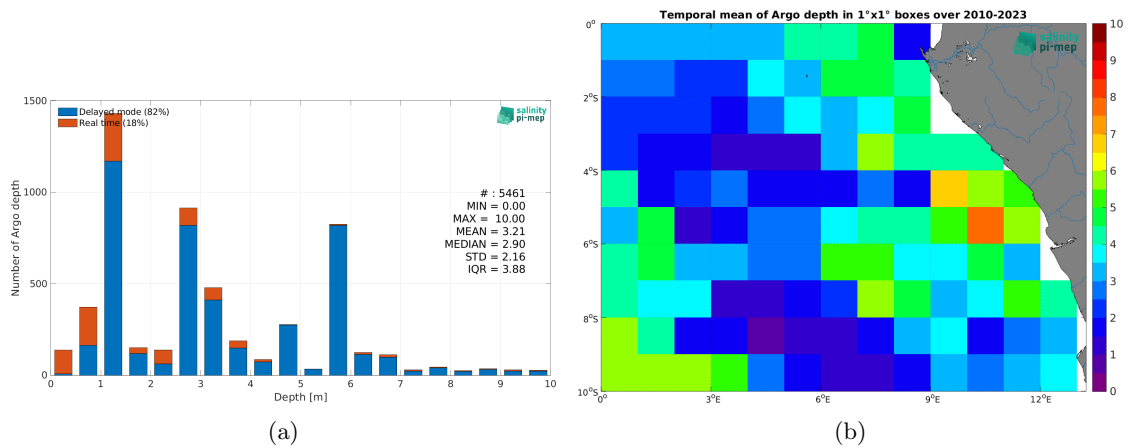 1500
1000
500
0
0 1 2 3 4 5 6 7 8 9 10
Number of Argo depth
Depth [m]
Delayed mode (82%)
Real time (18%)
salinity
pi-mep
# : 5461
MIN = 0.00
MAX = 10.00
MEAN = 3.21
MEDIAN = 2.90
STD = 2.16
IQR = 3.88
(a)
Temporal mean of Argo depth in 1°x1° boxes over 2010-2023
0°
2°S
4°S
6°S
8°S
10°S
0° 3°E 6°E 9°E 12°E
salinity
pi-mep
10
9
8
7
6
5
4
3
2
1
0
(b)